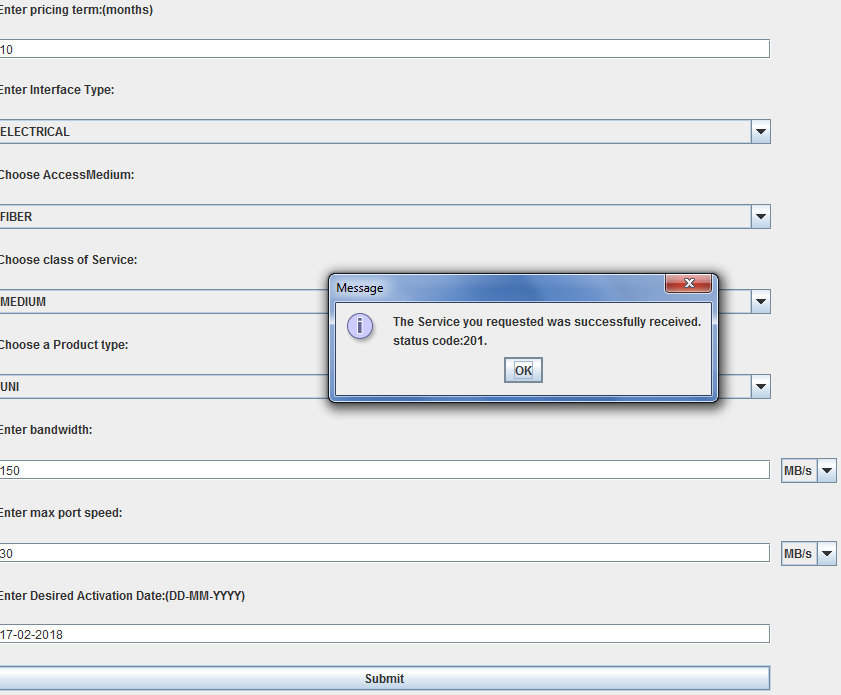 Enter pricing term:(months)
10
Enter Interface Type:
ELECTRICAL
Choose AccessMedium:
FIBER
Choose class of Service:
MEDIUM
Message
The Service you requested was successfully received.
status code:201.
OK
Choose a Product type:
UNI
Enter bandwidth:
150
MB/s
Enter max port speed:
30
MB/s
Enter Desired Activation Date:(DD-MM-YYYY)
17-02-2018
Submit